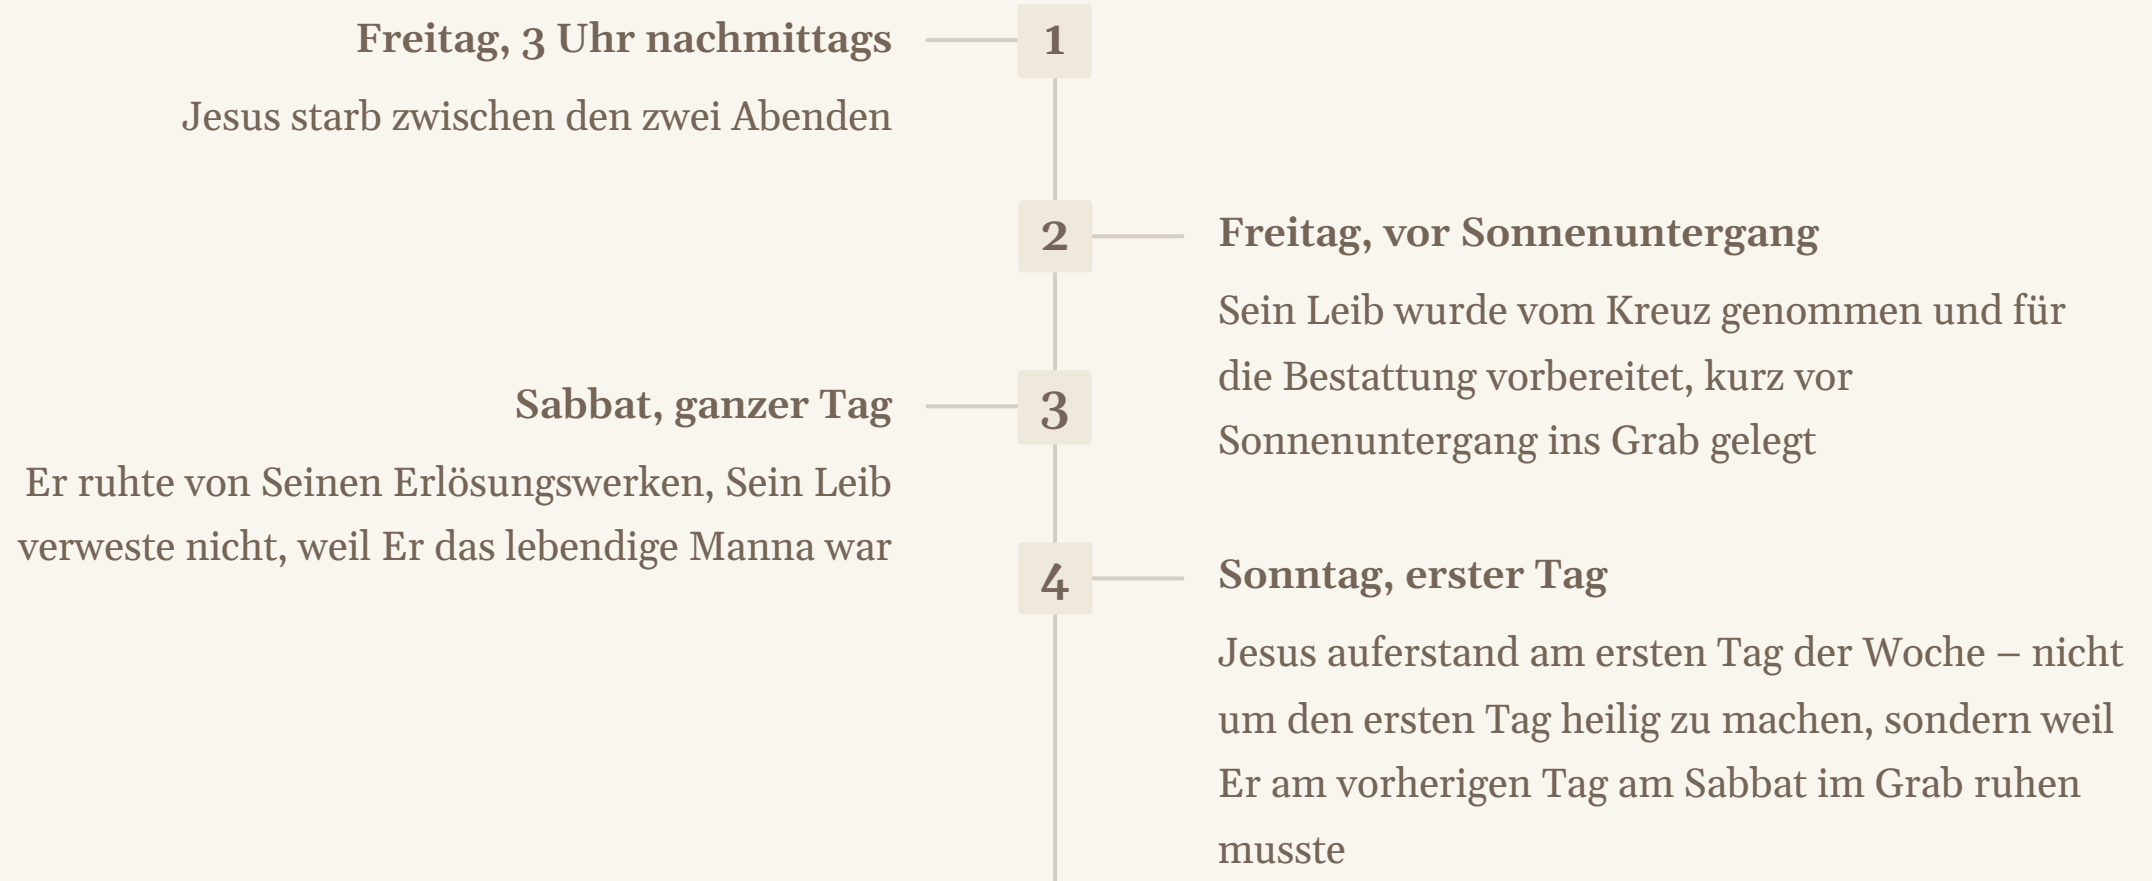 1
Freitag, 3 Uhr nachmittags
Jesus starb zwischen den zwei Abenden
2
Freitag, vor Sonnenuntergang
Sein Leib wurde vom Kreuz genommen und für
die Bestattung vorbereitet, kurz vor
Sonnenuntergang ins Grab gelegt
3
Sabbat, ganzer Tag
Er ruhte von Seinen Erlösungswerken, Sein Leib
verweste nicht, weil Er das lebendige Manna war
4
Sonntag, erster Tag
Jesus auferstand am ersten Tag der Woche – nicht
um den ersten Tag heilig zu machen, sondern weil
Er am vorherigen Tag am Sabbat im Grab ruhen
musste